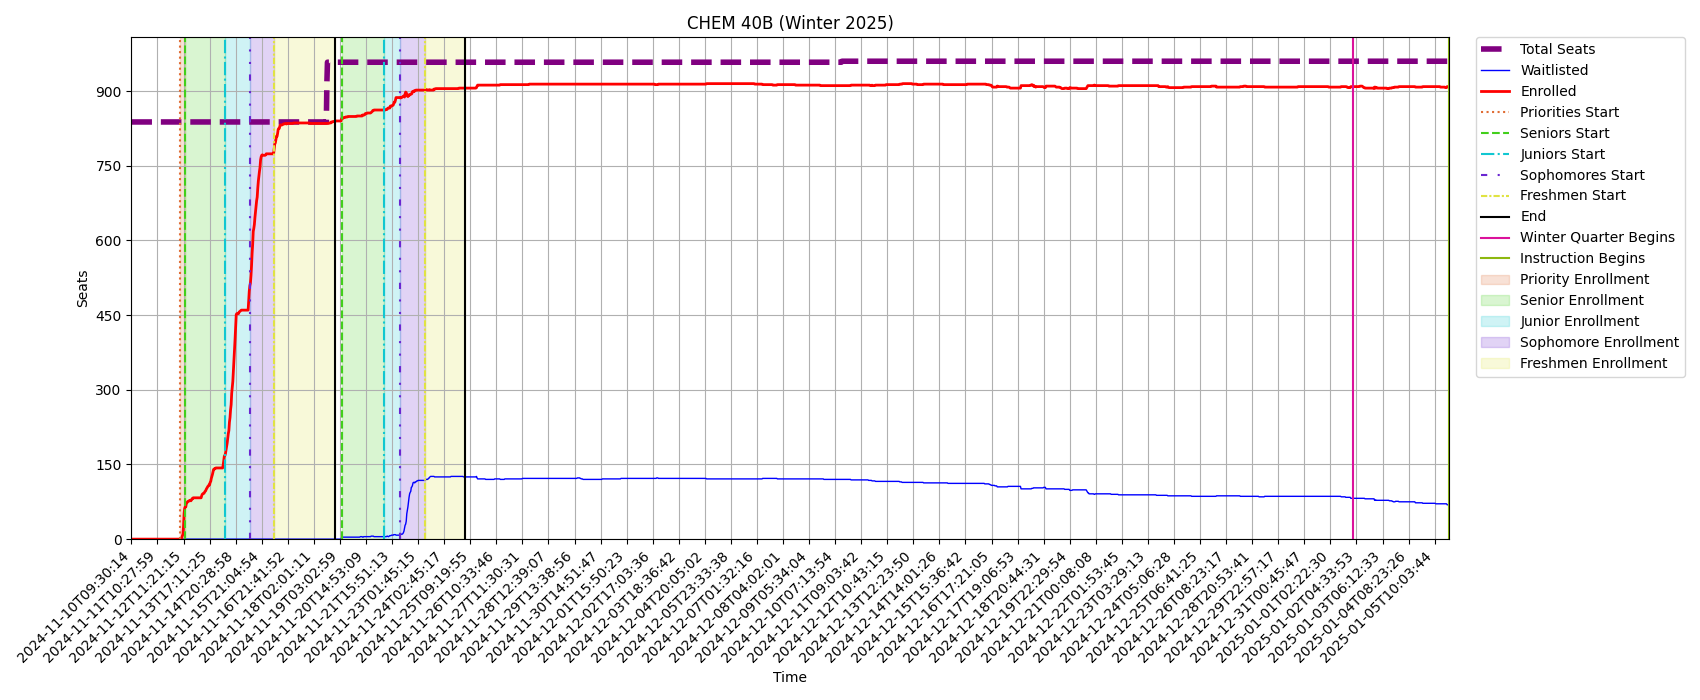 CHEM 40B (Winter 2025)
Seats
900
750
600
450
300
150
0
2024-11-10T09:30:14
2024-11-11T10:27:59
2024-11-12T11:21:15
2024-11-13T17:11:25
2024-11-14T20:28:58
2024-11-15T21:04:54
2024-11-16T21:41:52
2024-11-18T02:01:11
2024-11-19T03:02:59
2024-11-20T14:53:09
2024-11-21T15:51:13
2024-11-23T01:45:15
2024-11-24T02:45:17
2024-11-25T09:19:55
2024-11-26T10:33:46
2024-11-27T11:30:31
2024-11-28T12:39:07
2024-11-29T13:38:56
2024-11-30T14:51:47
2024-12-01T15:50:23
2024-12-02T17:03:36
2024-12-03T18:36:42
2024-12-04T20:05:02
2024-12-05T23:33:38
2024-12-07T01:32:16
2024-12-08T04:02:01
2024-12-09T05:34:04
2024-12-10T07:13:54
2024-12-11T09:03:42
2024-12-12T10:43:15
2024-12-13T12:23:50
2024-12-14T14:01:26
2024-12-15T15:36:42
2024-12-16T17:21:05
2024-12-17T19:06:53
2024-12-18T20:44:31
2024-12-19T22:29:54
2024-12-21T00:08:08
2024-12-22T01:53:45
2024-12-23T03:29:13
2024-12-24T05:06:28
2024-12-25T06:41:25
2024-12-26T08:23:17
2024-12-28T20:53:41
2024-12-29T22:57:17
2024-12-31T00:45:47
2025-01-01T02:22:30
2025-01-02T04:33:53
2025-01-03T06:12:33
2025-01-04T08:23:26
2025-01-05T10:03:44
Time
Total Seats
Waitlisted
Enrolled
Priorities Start
Seniors Start
Juniors Start
Sophomores Start
Freshmen Start
End
Winter Quarter Begins
Instruction Begins
Priority Enrollment
Senior Enrollment
Junior Enrollment
Sophomore Enrollment
Freshmen Enrollment